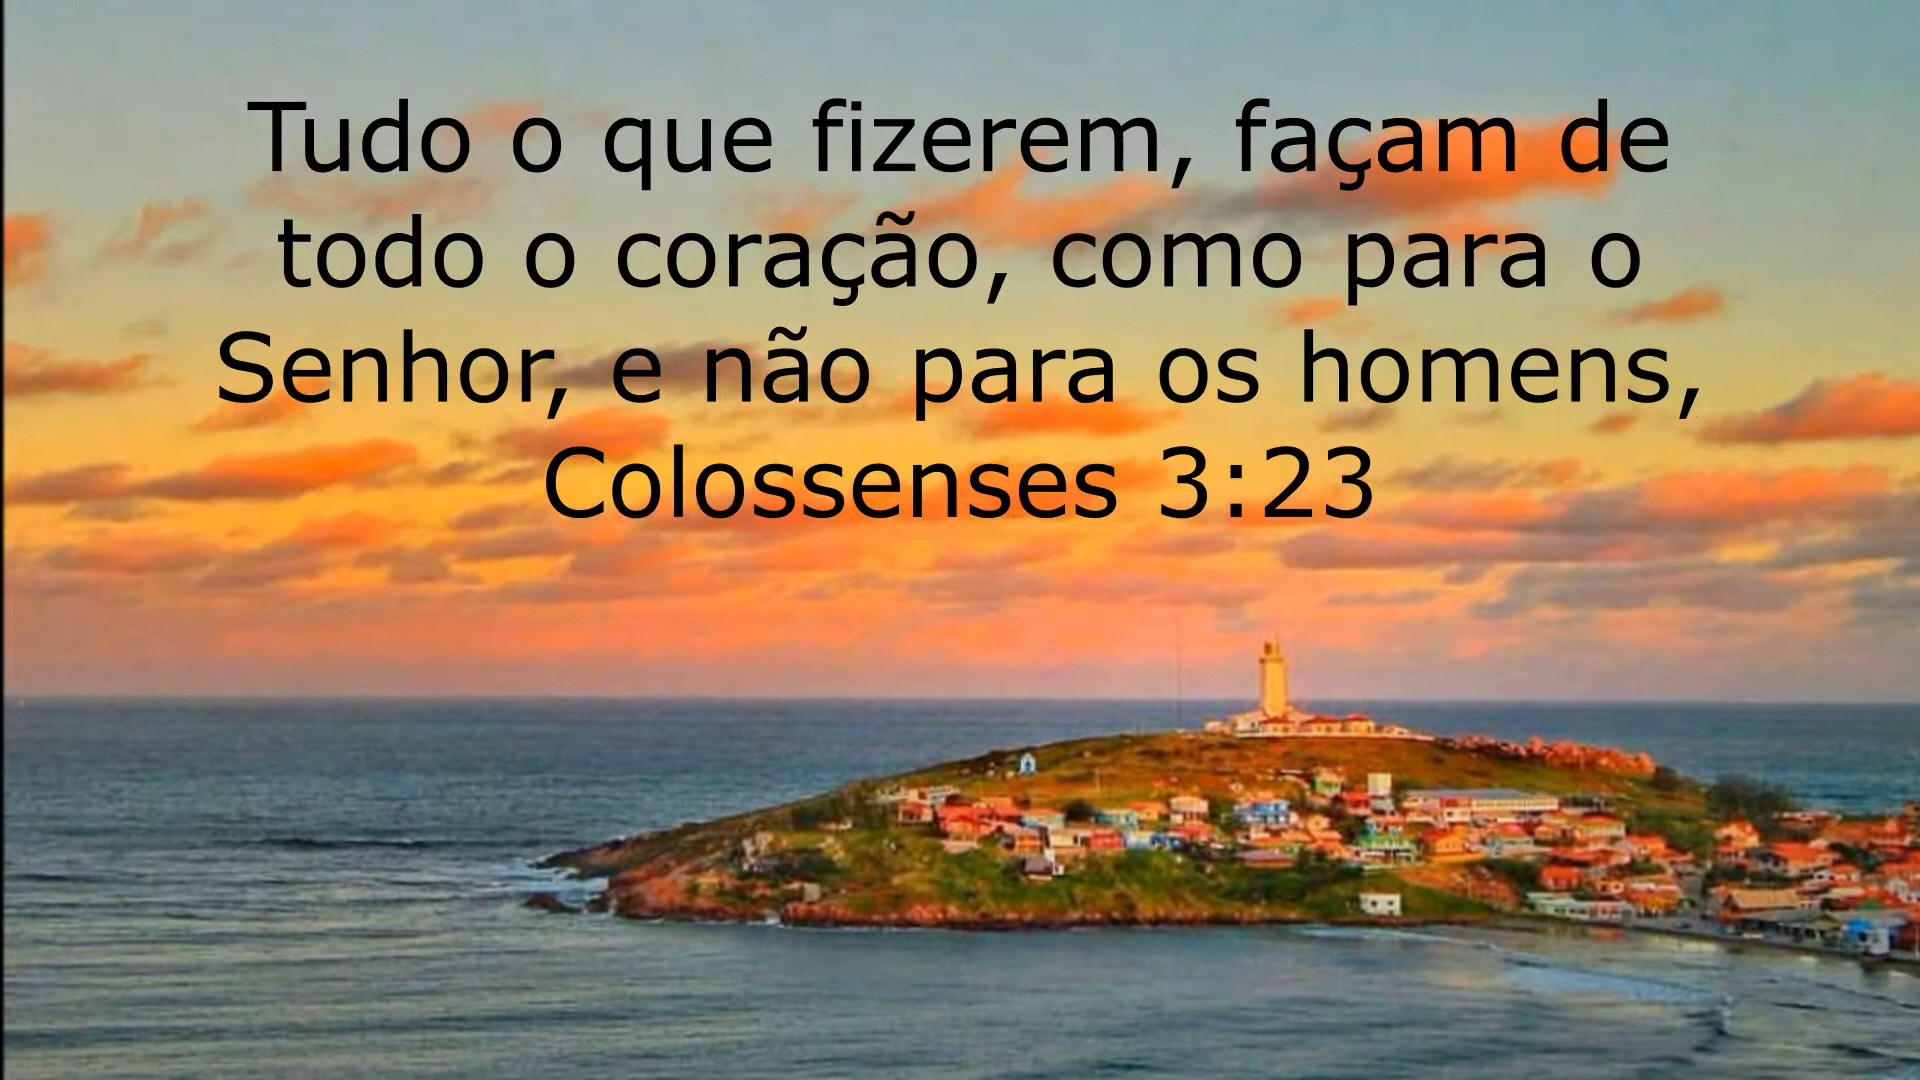 Tudo o que fizerem, façam de
todo o coração, como para o
Senhor, e não para os homens,
Colossenses 3:23